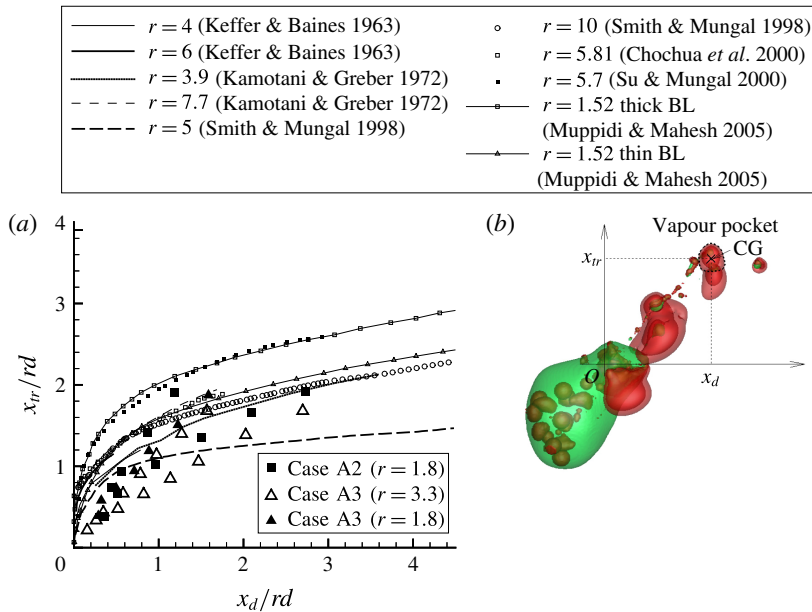 r = 4 (Keffer & Baines 1963)
r = 6 (Keffer & Baines 1963)
r = 3.9 (Kamotani & Greber 1972)
r = 7.7 (Kamotani & Greber 1972)
r = 5 (Smith & Mungal 1998)
r = 10 (Smith & Mungal 1998)
r = 5.81 (Chochua et al. 2000)
r = 5.7 (Su & Mungal 2000)
r = 1.52 thick BL
(Muppidi & Mahesh 2005)
r = 1.52 thin BL
(Muppidi & Mahesh 2005)
(a)
4
3
2
1
0
1
2
3
4
x_tr/rd
x_d/rd
Case A2 (r = 1.8)
Case A3 (r = 3.3)
Case A3 (r = 1.8)
(b)
Vapour pocket
CG
x_tr
O
x_d